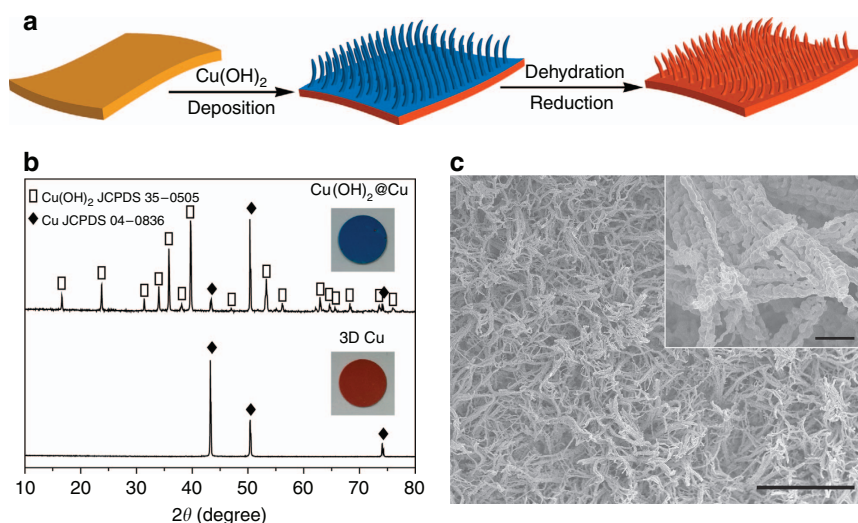 a
Cu(OH)₂
Deposition
Dehydration
Reduction
b
Cu(OH)₂ JCPDS 35–0505
Cu JCPDS 04–0836
Cu(OH)₂@Cu
3D Cu
10 20 30 40 50 60 70 80
2θ (degree)
c